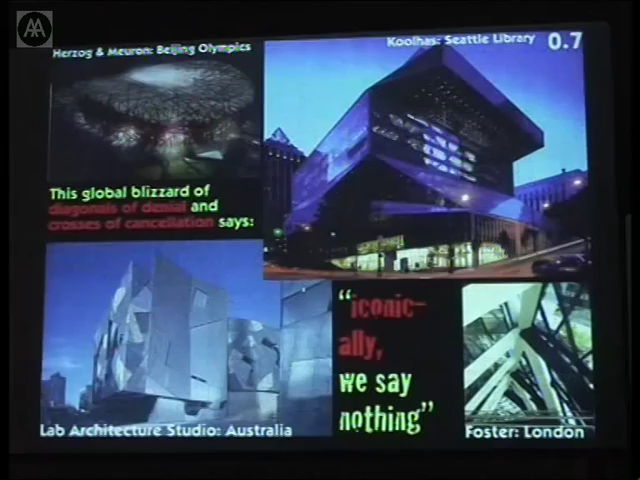 AA
Herzog & Meuron: Beijing Olympics
Koolhas: Seattle Library
0.7
This global blizzard of
diagonals of denial and
crosses of cancellation says:
"iconic-
ally,
we say
nothing"
Lab Architecture Studio: Australia
Foster: London